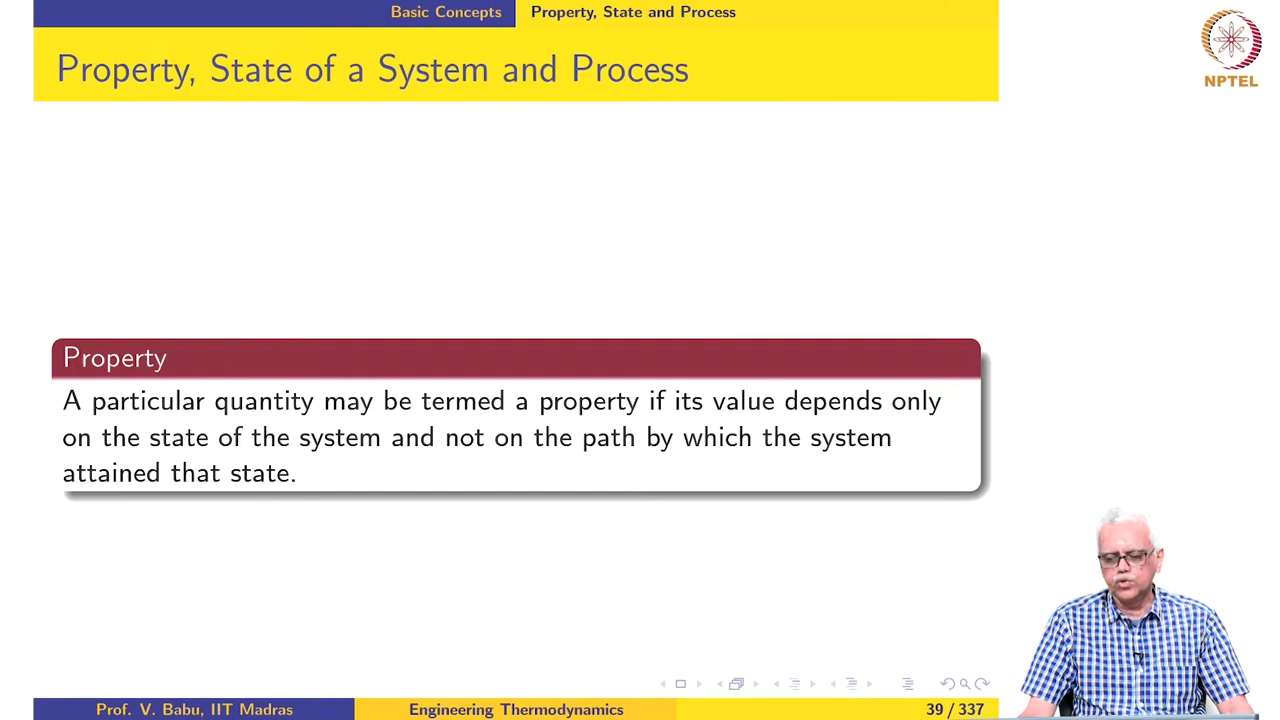 Basic Concepts Property, State and Process
Property, State of a System and Process
NPTEL
Property
A particular quantity may be termed a property if its value depends only
on the state of the system and not on the path by which the system
attained that state.
Prof. V. Babu, IIT Madras Engineering Thermodynamics 39 / 337